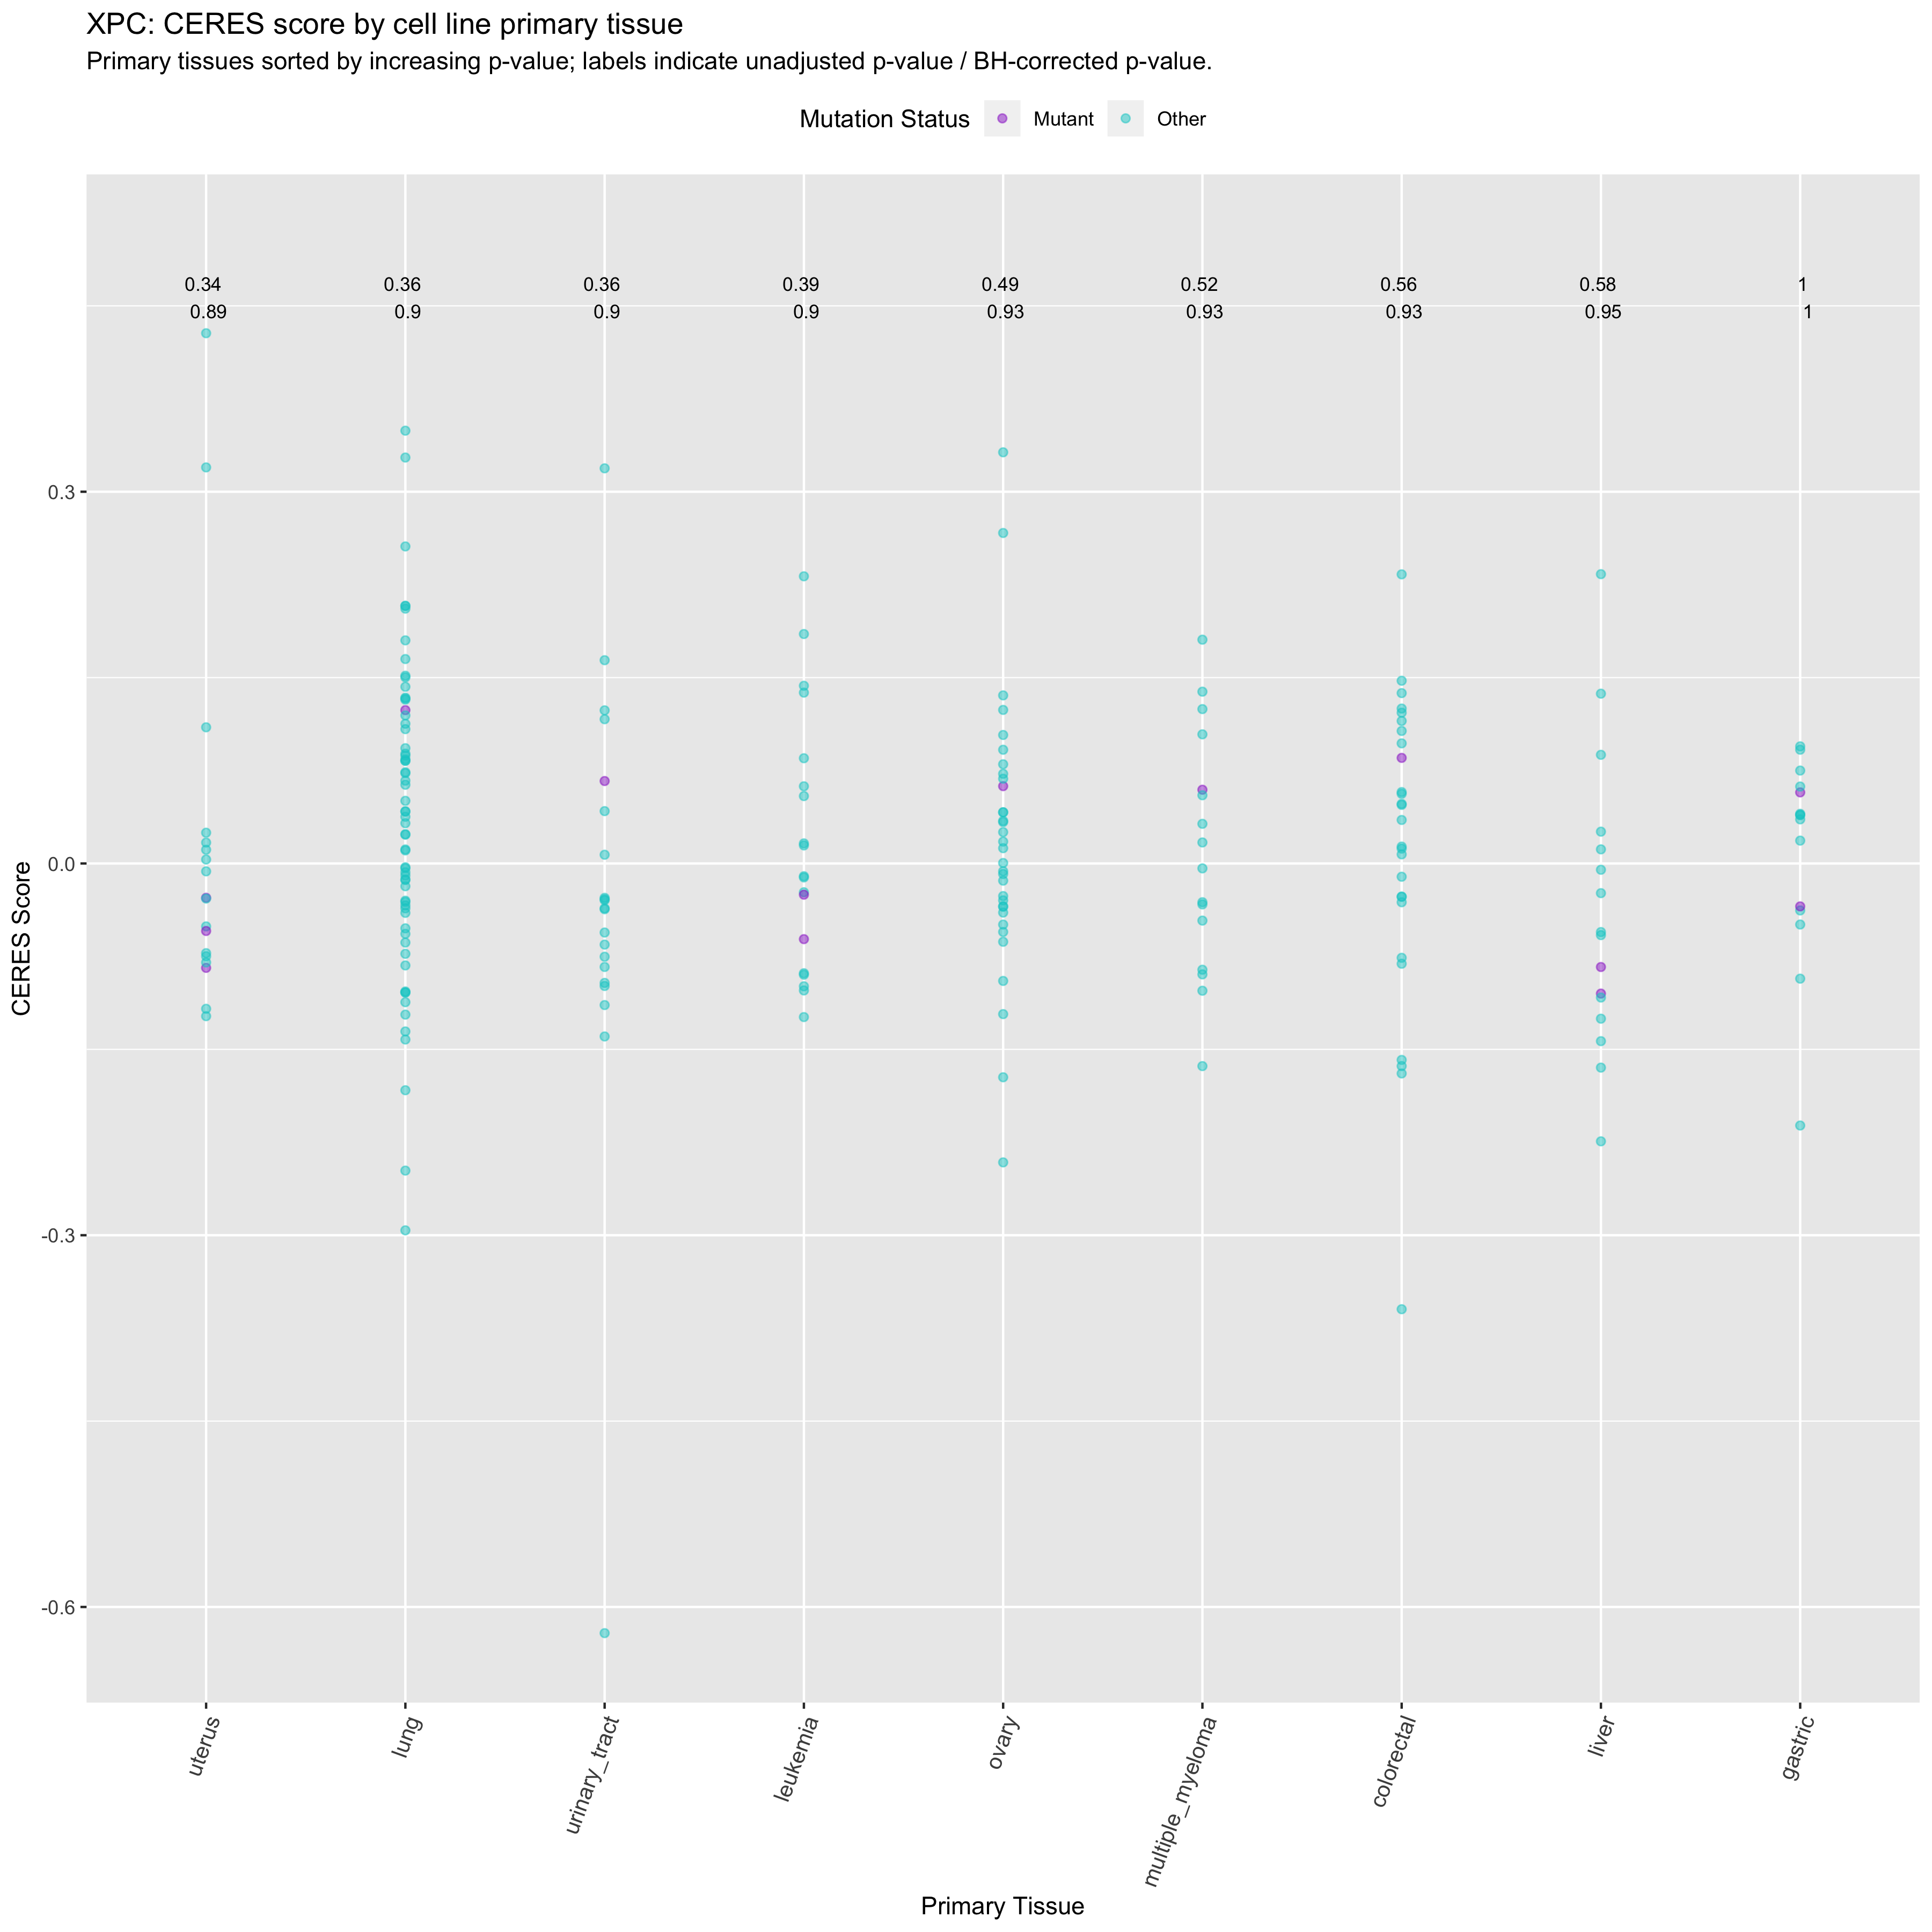 XPC: CERES score by cell line primary tissue
Primary tissues sorted by increasing p-value; labels indicate unadjusted p-value / BH-corrected p-value.
Mutation Status Mutant Other
0.34 0.36 0.36 0.39 0.49 0.52 0.56 0.58 1
0.89 0.9 0.9 0.9 0.93 0.93 0.93 0.95 1
0.3
0.0
-0.3
-0.6
CERES Score
uterus lung urinary_tract leukemia ovary multiple_myeloma colorectal liver gastric
Primary Tissue